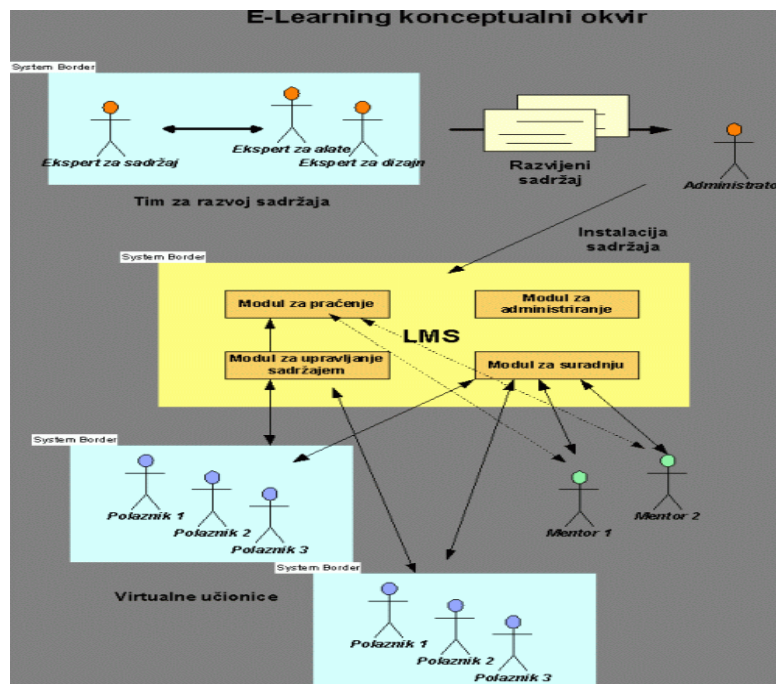 E-Learning konceptualni okvir
System Border
Ekspert za sadržaj
Ekspert za alate
Ekspert za dizajn
Tim za razvoj sadržaja
Razvijeni
sadržaj
Administrato
Instalacija
sadržaja
System Border
Modul za praćenje
Modul za
administriranje
LMS
Modul za upravljanje
sadržajem
Modul za suradnju
System Border
Polaznik 1
Polaznik 2
Polaznik 3
Mentor 1
Mentor 2
Virtualne učionice
System Border
Polaznik 1
Polaznik 2
Polaznik 3